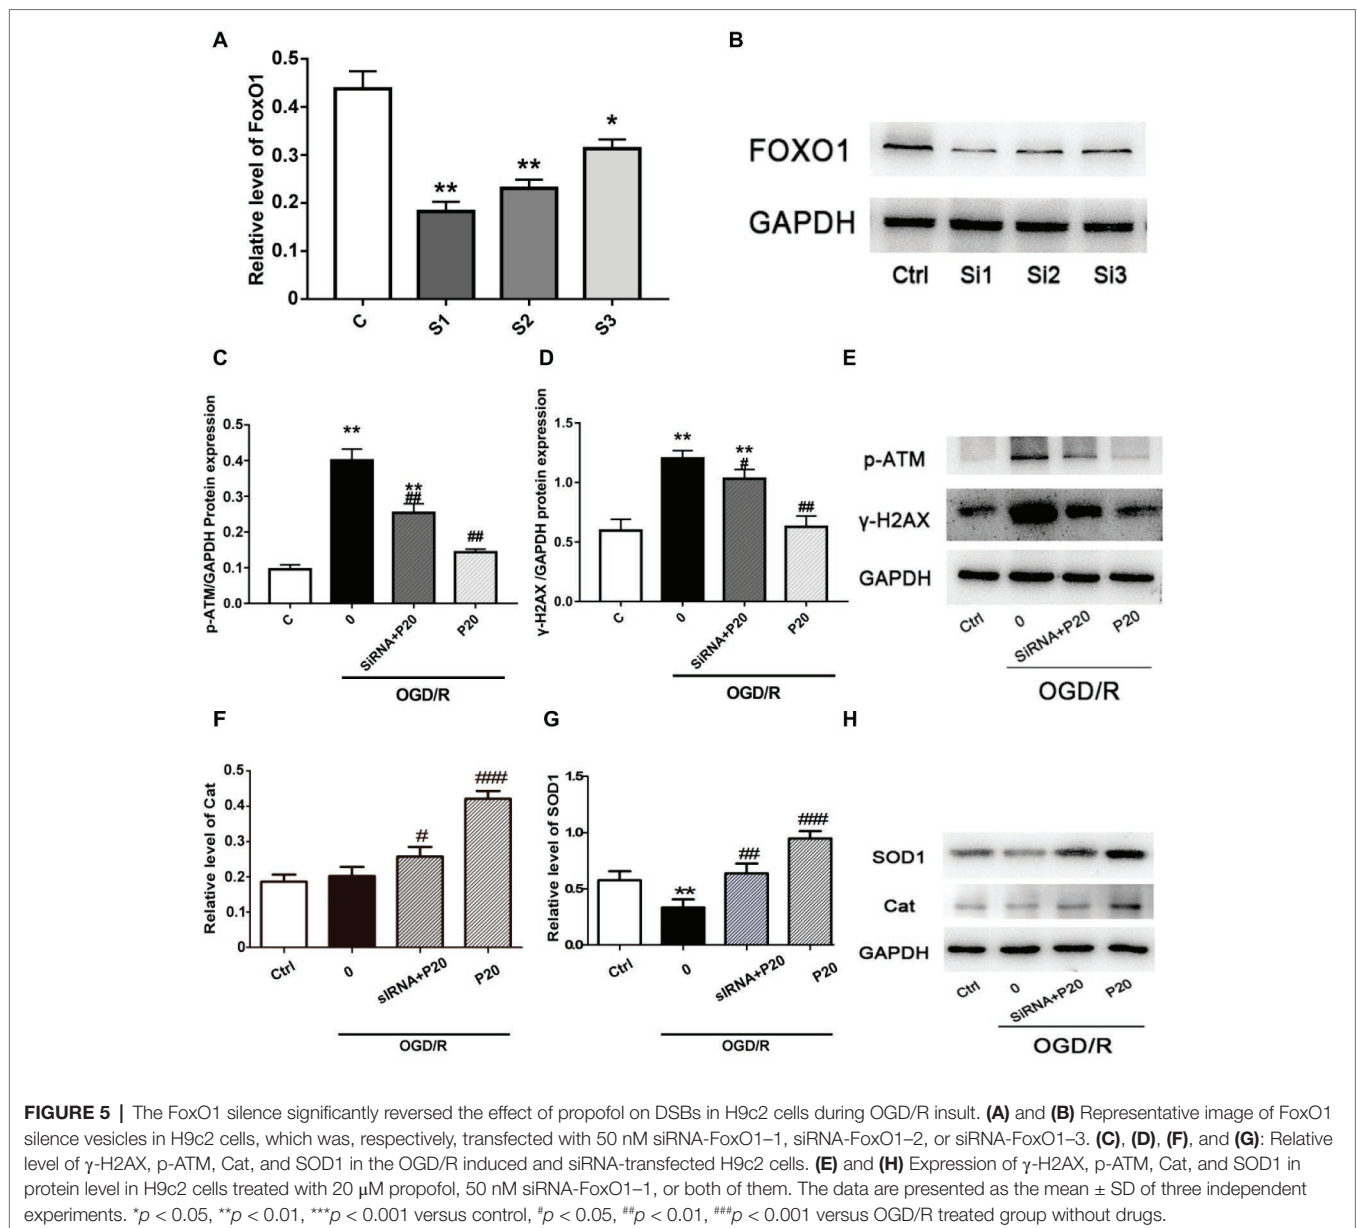 A
Relative level of FoxO1
0.5
0.4
0.3
0.2
0.1
0
**
**
*
C
S1
S2
S3
B
FOXO1
GAPDH
Ctrl Si1 Si2 Si3
C
p-ATM/GAPDH Protein expression
0.5
0.4
0.3
0.2
0.1
0.0
**
**
##
##
C
0
SiRNA+P20
P20
OGD/R
D
γ-H2AX /GAPDH protein expression
1.5
1.0
0.5
0.0
**
**
#
##
C
0
SiRNA+P20
P20
OGD/R
E
p-ATM
γ-H2AX
GAPDH
Ctrl
0
SiRNA+P20
P20
OGD/R
F
Relative level of Cat
0.5
0.4
0.3
0.2
0.1
0
#
###
Ctrl
0
sIRNA+P20
P20
OGD/R
G
Relative level of SOD1
1.5
1.0
0.5
0.0
**
##
###
Ctrl
0
sIRNA+P20
P20
OGD/R
H
SOD1
Cat
GAPDH
Ctrl
0
SiRNA+P20
P20
OGD/R
FIGURE 5 | The FoxO1 silence significantly reversed the effect of propofol on DSBs in H9c2 cells during OGD/R insult. (A) and (B) Representative image of FoxO1
silence vesicles in H9c2 cells, which was, respectively, transfected with 50 nM siRNA-FoxO1–1, siRNA-FoxO1–2, or siRNA-FoxO1–3. (C), (D), (F), and (G): Relative
level of γ-H2AX, p-ATM, Cat, and SOD1 in the OGD/R induced and siRNA-transfected H9c2 cells. (E) and (H) Expression of γ-H2AX, p-ATM, Cat, and SOD1 in
protein level in H9c2 cells treated with 20 μM propofol, 50 nM siRNA-FoxO1–1, or both of them. The data are presented as the mean ± SD of three independent
experiments. *p < 0.05, **p < 0.01, ***p < 0.001 versus control, #p < 0.05, ##p < 0.01, ###p < 0.001 versus OGD/R treated group without drugs.